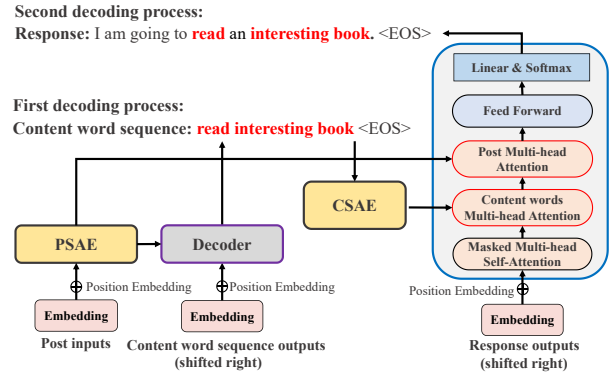 Second decoding process:
Response: I am going to read an interesting book. <EOS>
Linear & Softmax
Feed Forward
First decoding process:
Content word sequence: read interesting book <EOS>
Post Multi-head
Attention
CSAE
Content words
Multi-head Attention
PSAE
Decoder
Masked Multi-head
Self-Attention
Position Embedding
Position Embedding
Position Embedding
Embedding
Embedding
Embedding
Post inputs
Content word sequence outputs
(shifted right)
Response outputs
(shifted right)